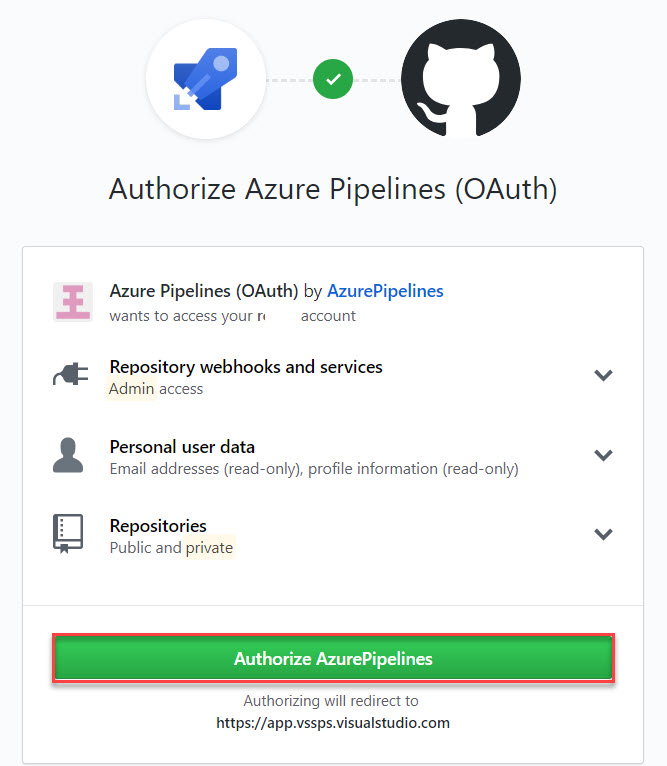 Authorize Azure Pipelines (OAuth)
Azure Pipelines (OAuth) by AzurePipelines
wants to access your account
Repository webhooks and services
Admin access
Personal user data
Email addresses (read-only), profile information (read-only)
Repositories
Public and private
Authorize AzurePipelines
Authorizing will redirect to
https://app.vssps.visualstudio.com